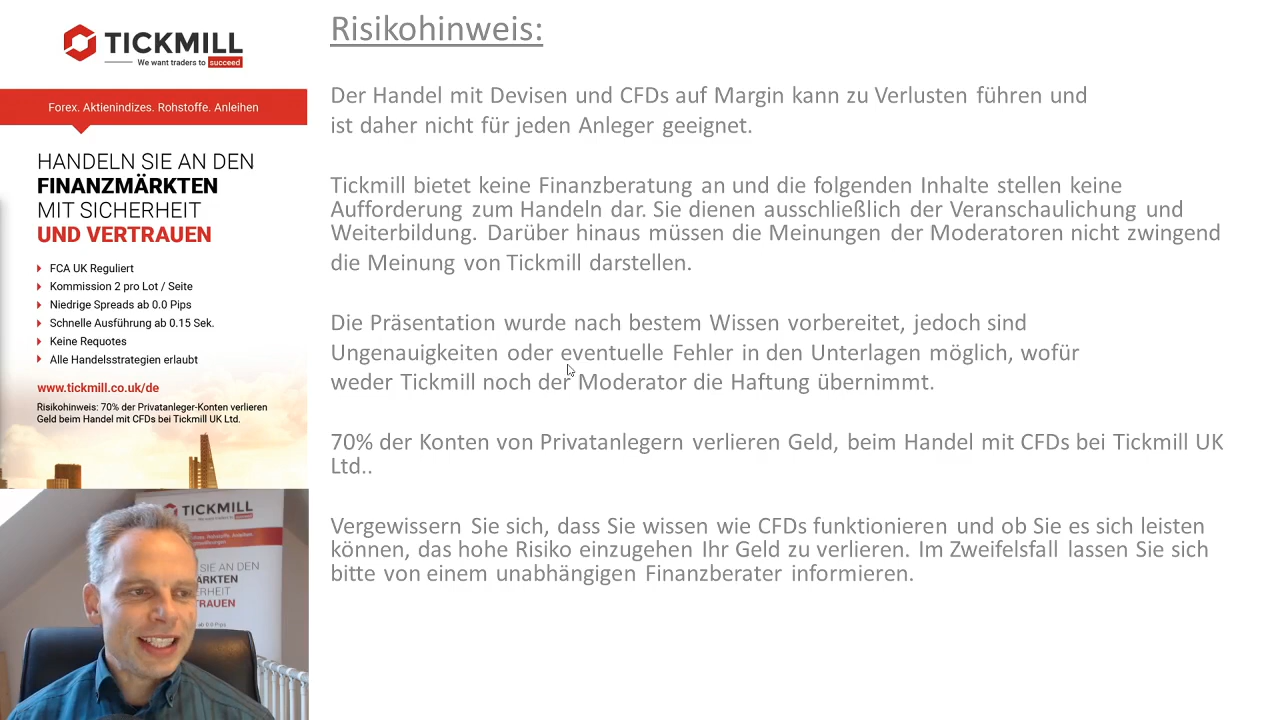 TICKMILL
We want traders to succeed
Forex. Aktienindizes. Rohstoffe. Anleihen
HANDELN SIE AN DEN
FINANZMÄRKTEN
MIT SICHERHEIT
UND VERTRAUEN
FCA UK Reguliert
Kommission 2 pro Lot / Seite
Niedrige Spreads ab 0.0 Pips
Schnelle Ausführung ab 0.15 Sek.
Keine Requotes
Alle Handelsstrategien erlaubt
www.tickmill.co.uk/de
Risikohinweis: 70% der Privatanleger-Konten verlieren
Geld beim Handel mit CFDs bei Tickmill UK Ltd.
TICKMILL
SIE AN DEN
ÄRKTEN
ERHEIT
TRAUEN
ab 0.0 Pips
Risikohinweis:
Der Handel mit Devisen und CFDs auf Margin kann zu Verlusten führen und
ist daher nicht für jeden Anleger geeignet.
Tickmill bietet keine Finanzberatung an und die folgenden Inhalte stellen keine
Aufforderung zum Handeln dar. Sie dienen ausschließlich der Veranschaulichung und
Weiterbildung. Darüber hinaus müssen die Meinungen der Moderatoren nicht zwingend
die Meinung von Tickmill darstellen.
Die Präsentation wurde nach bestem Wissen vorbereitet, jedoch sind
Ungenauigkeiten oder eventuelle Fehler in den Unterlagen möglich, wofür
weder Tickmill noch der Moderator die Haftung übernimmt.
70% der Konten von Privatanlegern verlieren Geld, beim Handel mit CFDs bei Tickmill UK
Ltd..
Vergewissern Sie sich, dass Sie wissen wie CFDs funktionieren und ob Sie es sich leisten
können, das hohe Risiko einzugehen Ihr Geld zu verlieren. Im Zweifelsfall lassen Sie sich
bitte von einem unabhängigen Finanzberater informieren.